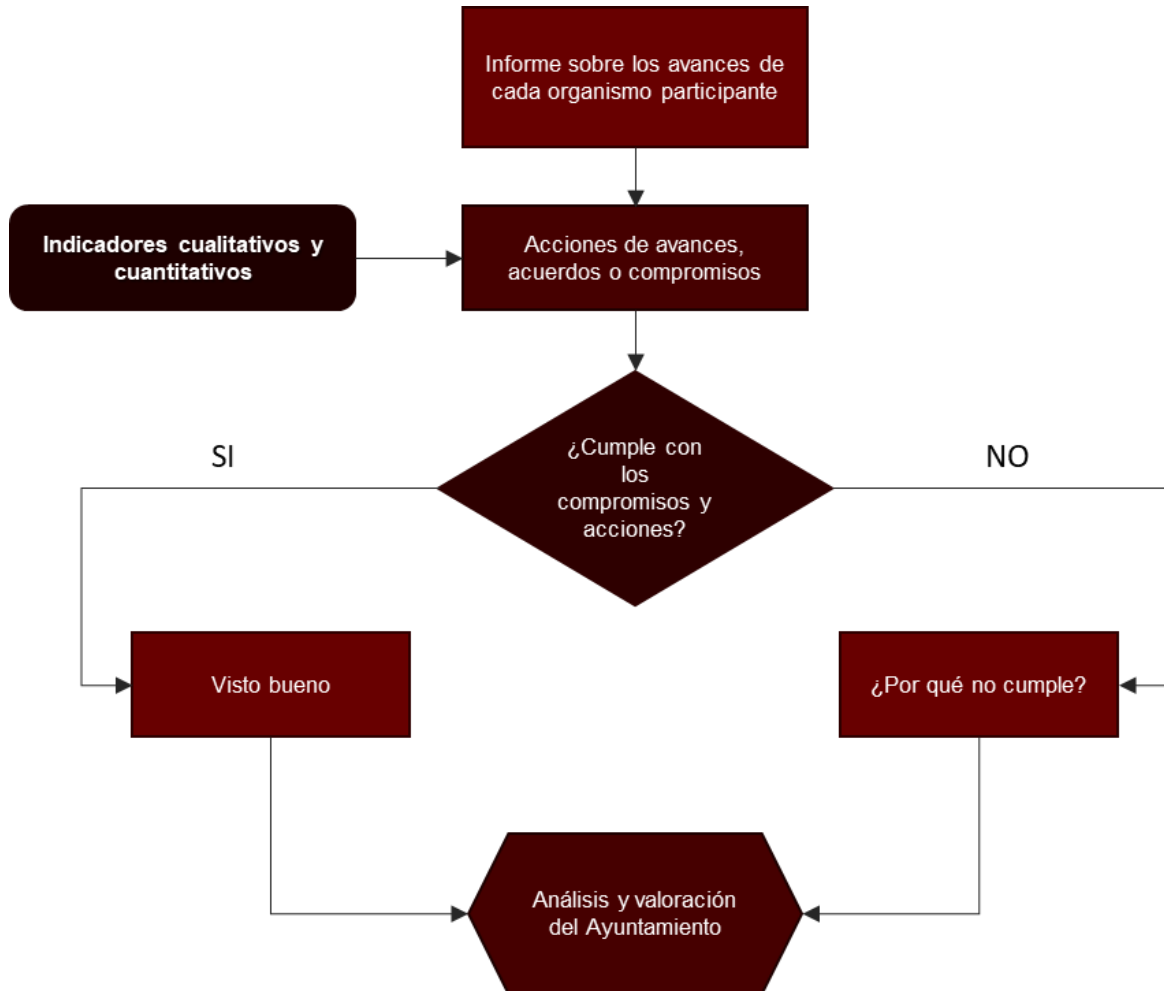 Informe sobre los avances de
cada organismo participante
Indicadores cualitativos y
cuantitativos
Acciones de avances,
acuerdos o compromisos
¿Cumple con
los
compromisos y
acciones?
SI
NO
Visto bueno
¿Por qué no cumple?
Análisis y valoración
del Ayuntamiento